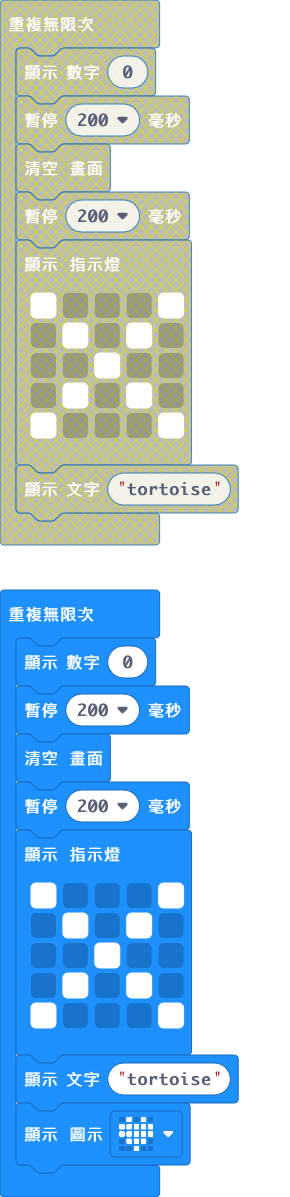 重複無限次
顯示 數字 0
暫停 200 毫秒
清空 畫面
暫停 200 毫秒
顯示 指示燈
顯示 文字 "tortoise"
重複無限次
顯示 數字 0
暫停 200 毫秒
清空 畫面
暫停 200 毫秒
顯示 指示燈
顯示 文字 "tortoise"
顯示 圖示